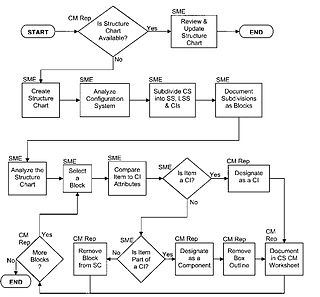 CM Rep
SME
START
Is Structure
Chart
Available?
Yes
Review &
Update
Structure
Chart
END
No
SME
SME
SME
SME
Create
Structure
Chart
Analyze
Configuration
System
Subdivide CS
into SS, LSS
& CIs
Document
Subdivisions
as Blocks
SME
SME
SME
SME
CM Rep
Analyze the
Structure
Chart
Select
a
Block
Compare
Item to CI
Attributes
Is Item
a CI?
Yes
Designate
as a CI
No
CM
Rep
Yes
CM Rep
SME
CM Rep
CM Rep
CM Rep
More
Blocks
?
No
Remove
Block
from SC
No
Is Item
Part of
a CI?
Yes
Designate
as a
Component
Remove
Box
Outline
Document
in CS CM
Worksheet
END